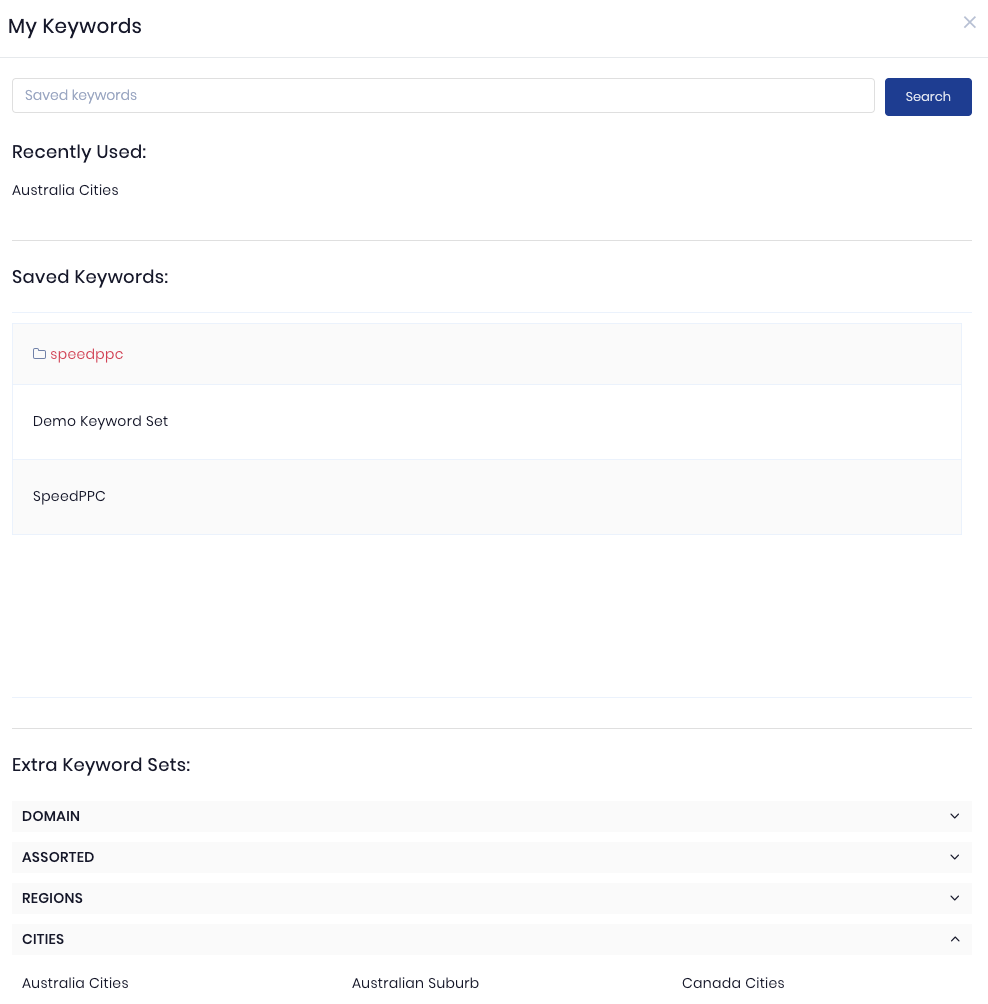 My Keywords
Saved keywords
Search
Recently Used:
Australia Cities
Saved Keywords:
speedppc
Demo Keyword Set
SpeedPPC
Extra Keyword Sets:
DOMAIN
ASSORTED
REGIONS
CITIES
Australia Cities Australian Suburb Canada Cities